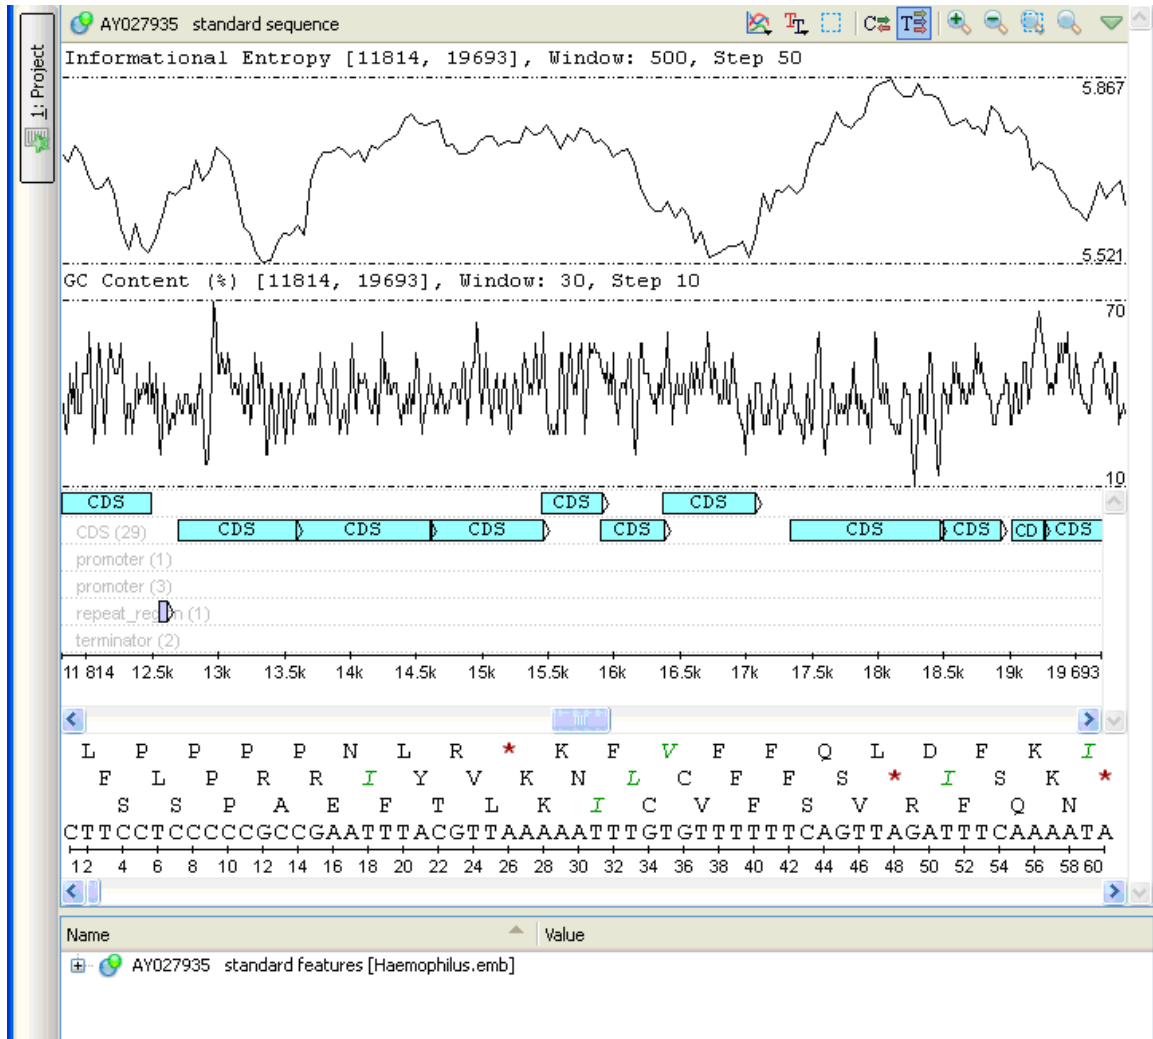 1: Project
AY027935 standard sequence
Informational Entropy [11814, 19693], Window: 500, Step 50
5.867
5.521
GC Content (%) [11814, 19693], Window: 30, Step 10
70
10
CDS CDS CDS
CDS (29) CDS CDS CDS CDS CDS CDS CD CDS
promoter (1)
promoter (3)
repeat_region (1)
terminator (2)
11 814 12.5k 13k 13.5k 14k 14.5k 15k 15.5k 16k 16.5k 17k 17.5k 18k 18.5k 19k 19 693
L P P P P N L R * K F V F F Q L D F K I
F L P R R I Y V K N L C F F S * I S K *
S S P A E F T L K I C V F S V R F Q N
CTTCCTCCCCCGCCGAATTTACGTTAAAAATTTGTGTTTTTTCAGTTAGATTTCAAAATA
1 2 4 6 8 10 12 14 16 18 20 22 24 26 28 30 32 34 36 38 40 42 44 46 48 50 52 54 56 58 60
Name Value
AY027935 standard features [Haemophilus.emb]